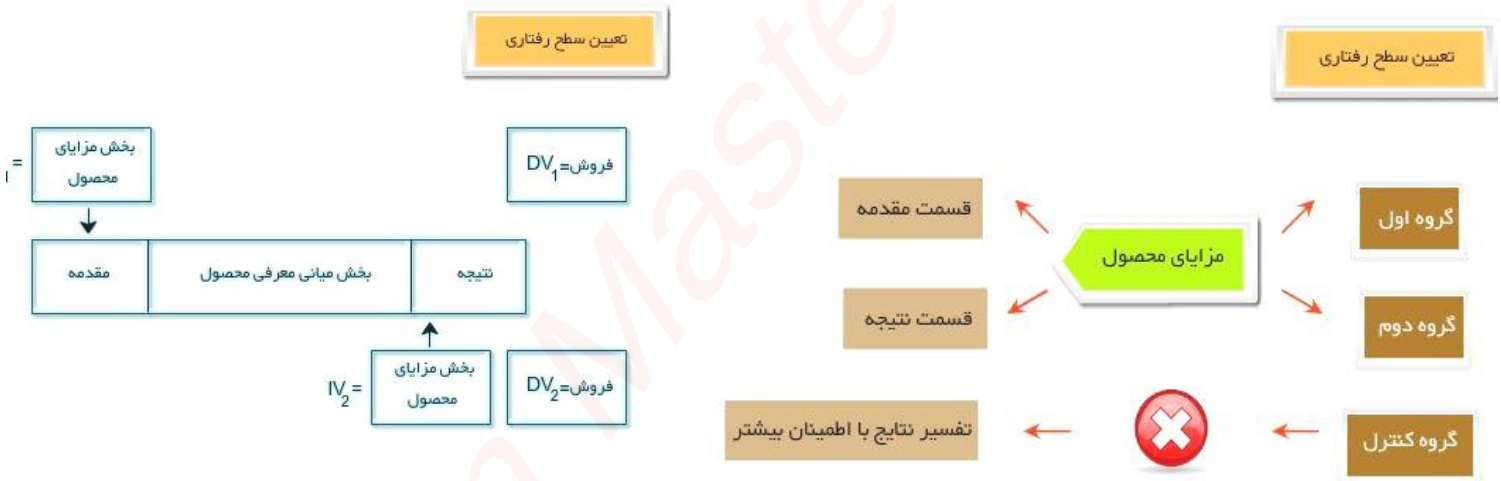 تعیین سطح رفتاری
گروه اول
مزایای محصول
قسمت مقدمه
گروه دوم
قسمت نتیجه
گروه کنترل
تفسیر نتایج با اطمینان بیشتر
تعیین سطح رفتاری
فروش=DV1
بخش مزایای
محصول
=
مقدمه
بخش میانی معرفی محصول
نتیجه
فروش=DV2
بخش مزایای
محصول
IV2=
Maste